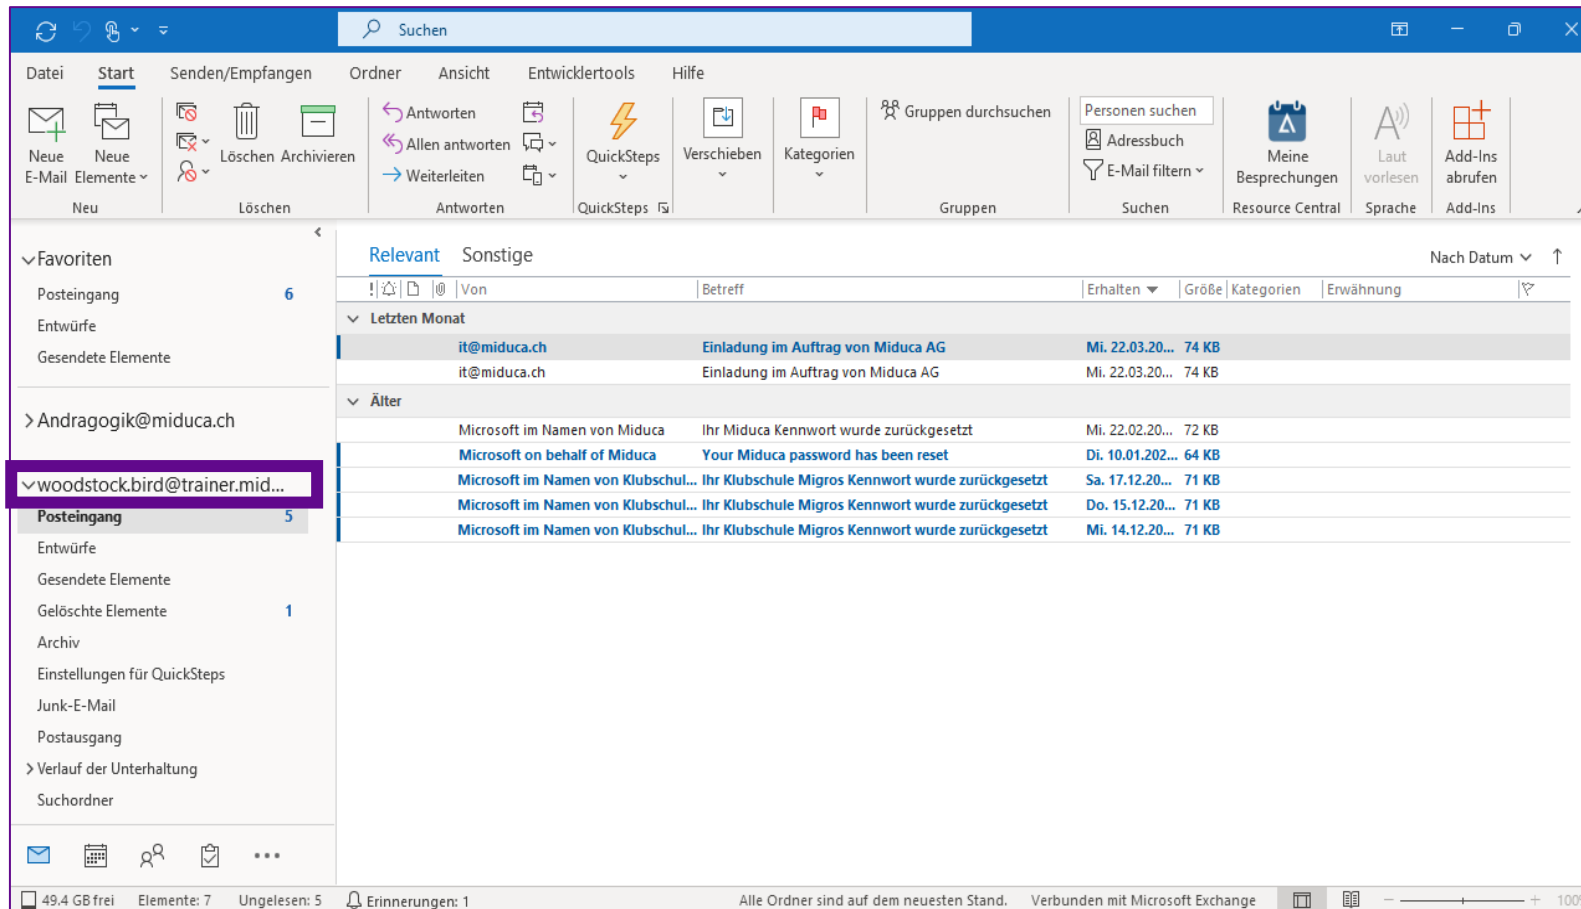 Suchen
Datei Start Senden/Empfangen Ordner Ansicht Entwicklertools Hilfe
Neue E-Mail
Neue Elemente
Neu
Löschen Archivieren
Löschen
Antworten
Allen antworten
Weiterleiten
Antworten
QuickSteps
QuickSteps
Verschieben
Kategorien
Gruppen durchsuchen
Gruppen
Personen suchen
Adressbuch
E-Mail filtern
Suchen
Meine Besprechungen
Resource Central
Laut vorlesen
Sprache
Add-Ins abrufen
Add-Ins
Favoriten
Posteingang 6
Entwürfe
Gesendete Elemente
Andragogik@miduca.ch
woodstock.bird@trainer.mid...
Posteingang 5
Entwürfe
Gesendete Elemente
Gelöschte Elemente 1
Archiv
Einstellungen für QuickSteps
Junk-E-Mail
Postausgang
Verlauf der Unterhaltung
Suchordner
Relevant Sonstige Nach Datum
Von Betreff Erhalten Größe Kategorien Erwähnung
Letzten Monat
it@miduca.ch Einladung im Auftrag von Miduca AG Mi. 22.03.20... 74 KB
it@miduca.ch Einladung im Auftrag von Miduca AG Mi. 22.03.20... 74 KB
Älter
Microsoft im Namen von Miduca Ihr Miduca Kennwort wurde zurückgesetzt Mi. 22.02.20... 72 KB
Microsoft on behalf of Miduca Your Miduca password has been reset Di. 10.01.202... 64 KB
Microsoft im Namen von Klubschul... Ihr Klubschule Migros Kennwort wurde zurückgesetzt Sa. 17.12.20... 71 KB
Microsoft im Namen von Klubschul... Ihr Klubschule Migros Kennwort wurde zurückgesetzt Do. 15.12.20... 71 KB
Microsoft im Namen von Klubschul... Ihr Klubschule Migros Kennwort wurde zurückgesetzt Mi. 14.12.20... 71 KB
49.4 GB frei Elemente: 7 Ungelesen: 5 Erinnerungen: 1 Alle Ordner sind auf dem neuesten Stand. Verbunden mit Microsoft Exchange 100%